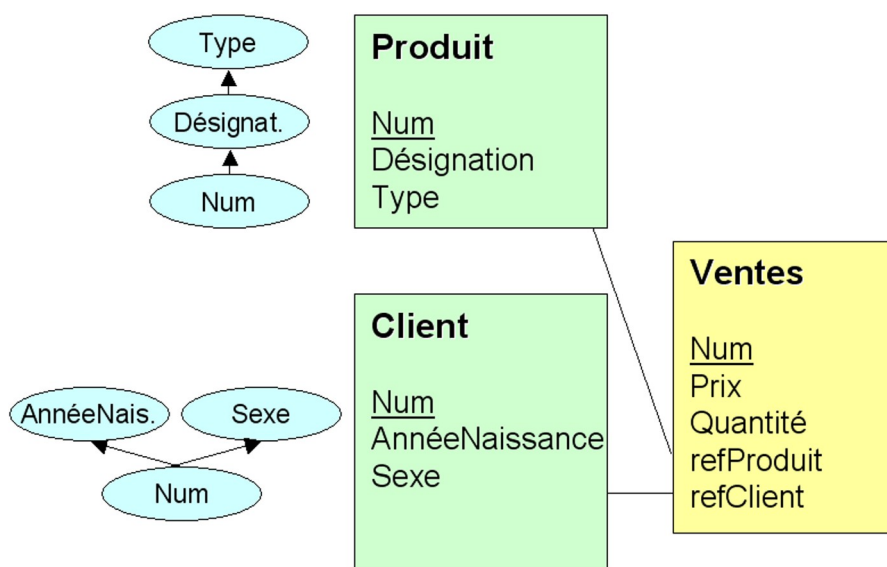 Type
Désignat.
Num
Produit
Num
Désignation
Type
AnnéeNais.
Sexe
Num
Client
Num
AnnéeNaissance
Sexe
Ventes
Num
Prix
Quantité
refProduit
refClient